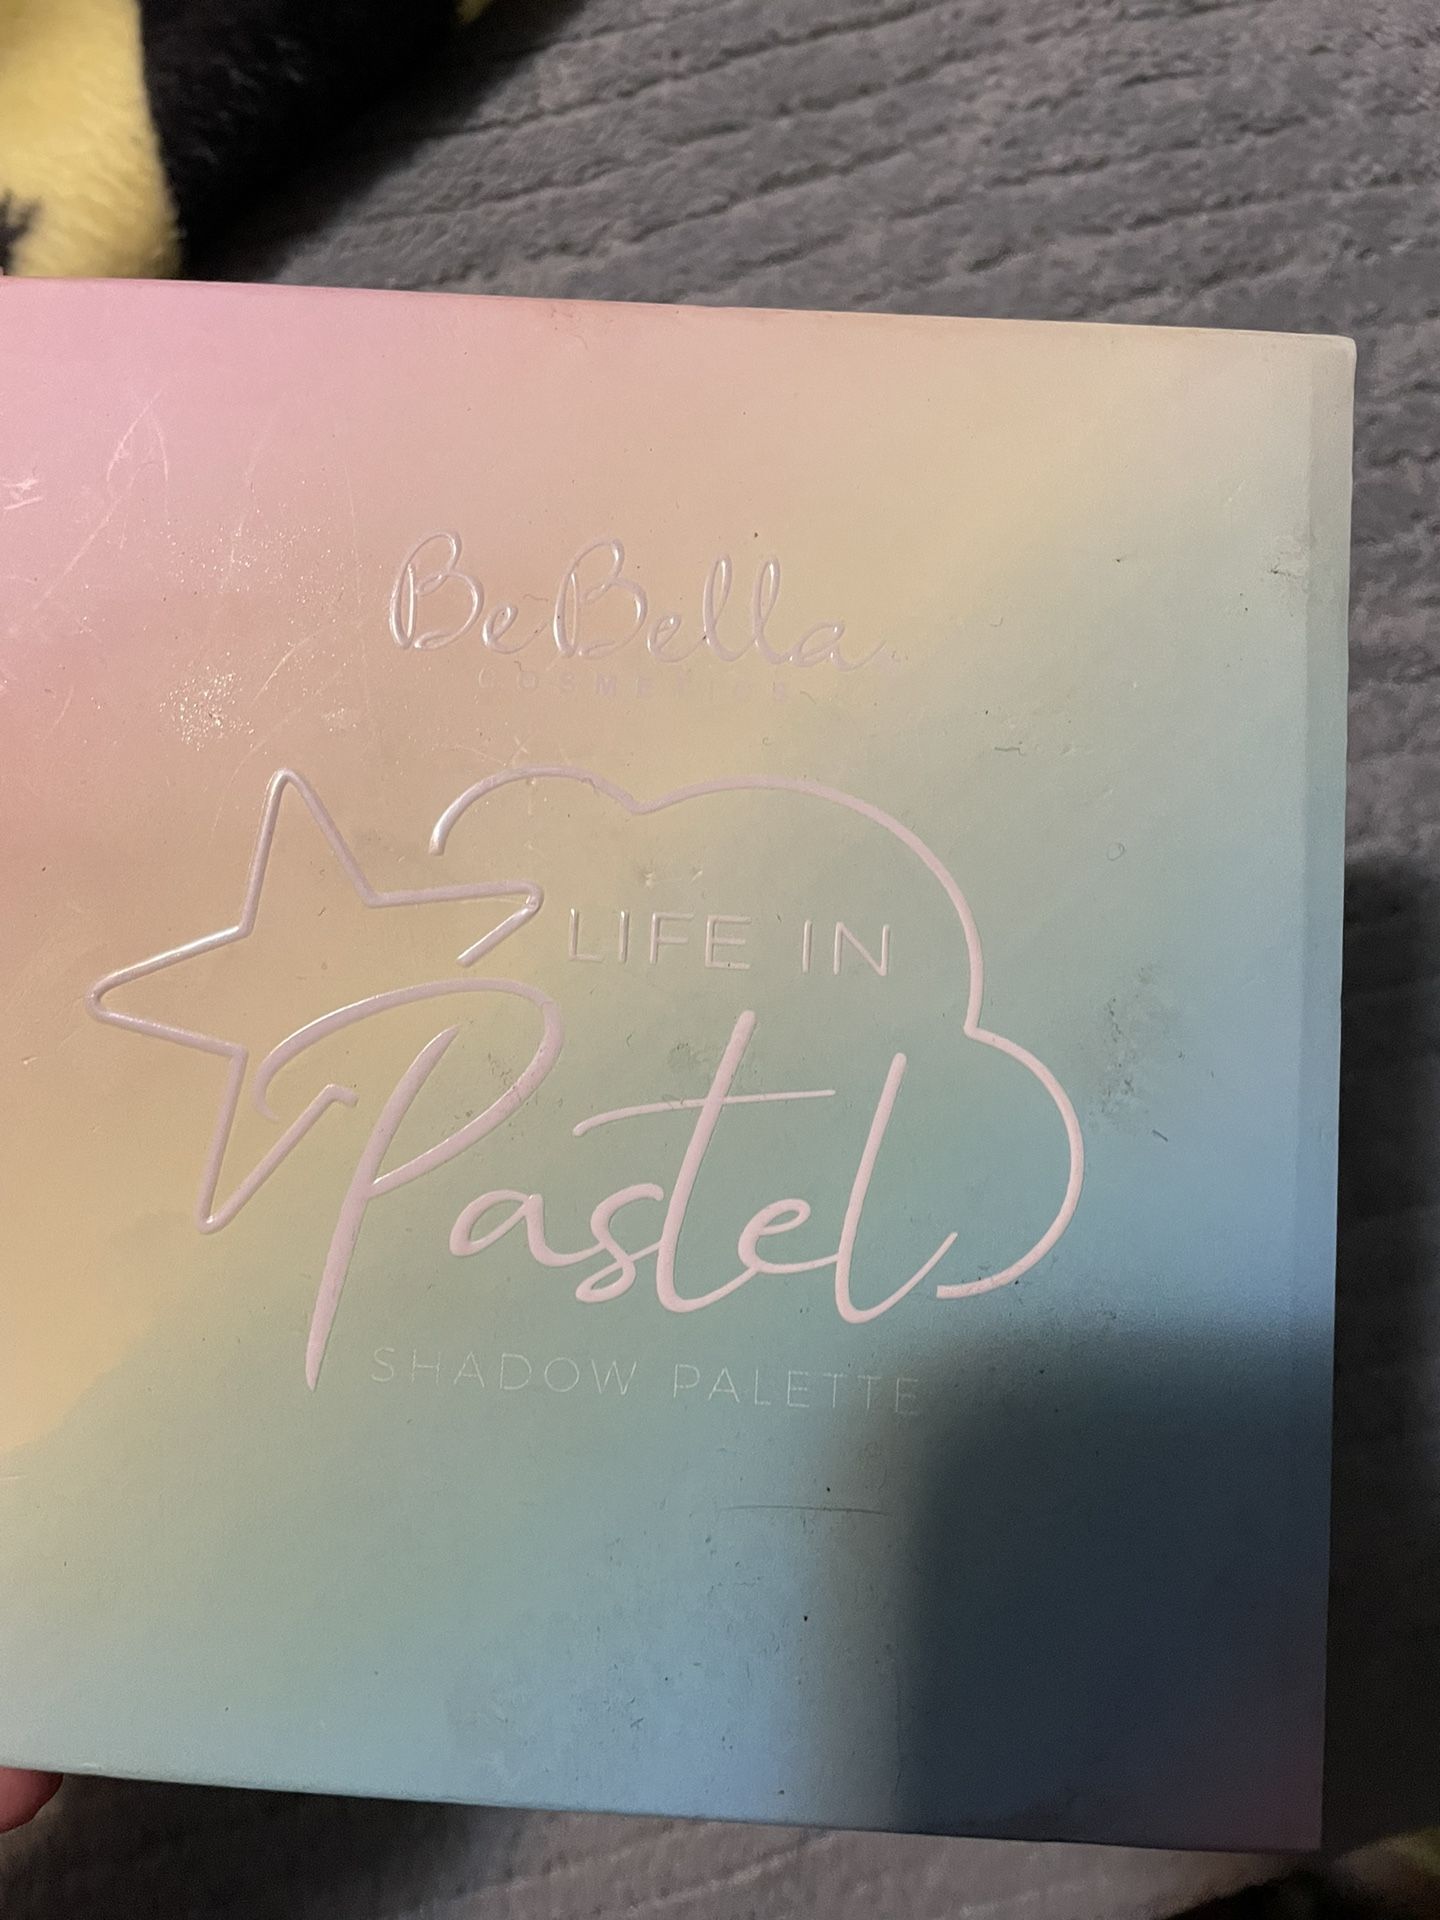 BeBella
COSMETICS
LIFE IN
Pastel
SHADOW PALETTE